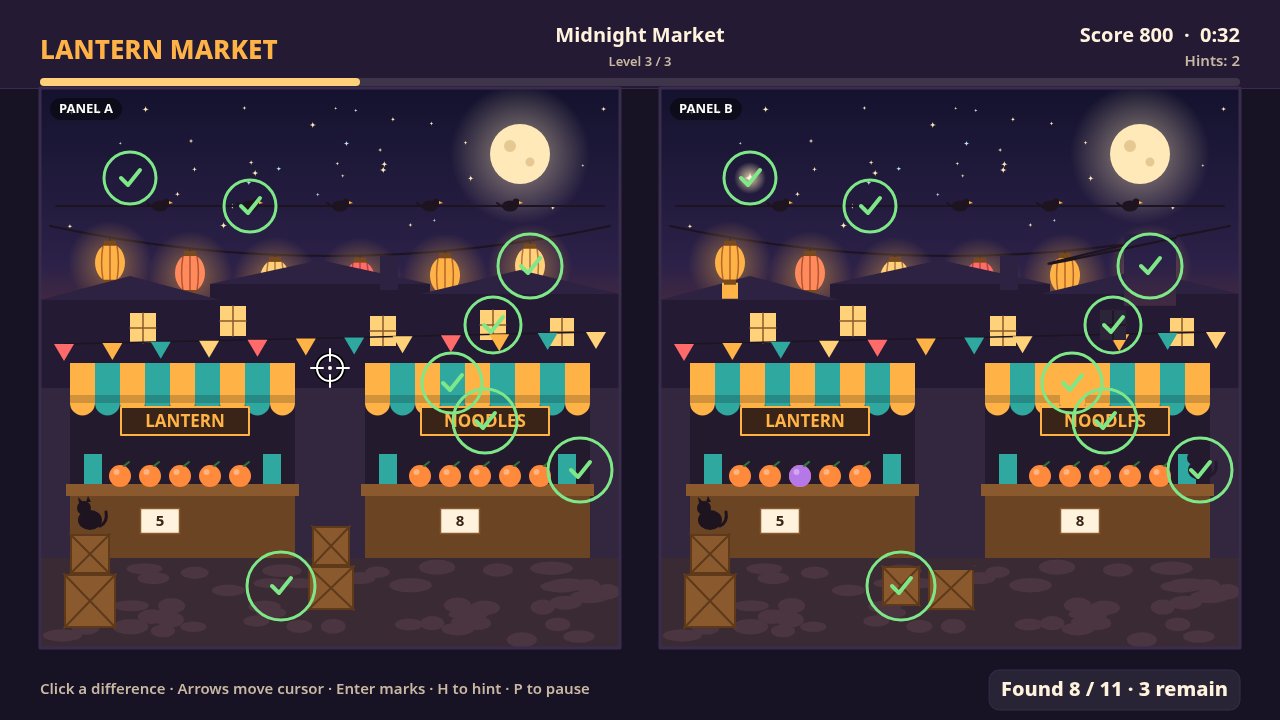 LANTERN MARKET
Midnight Market
Level 3 / 3
Score 800 · 0:32
Hints: 2
PANEL A
PANEL B
LANTERN
NOODLES
LANTERN
NOODLFS
5
8
5
8
Click a difference · Arrows move cursor · Enter marks · H to hint · P to pause
Found 8 / 11 · 3 remain